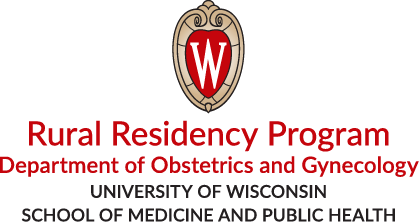 W
Rural Residency Program
Department of Obstetrics and Gynecology
UNIVERSITY OF WISCONSIN
SCHOOL OF MEDICINE AND PUBLIC HEALTH